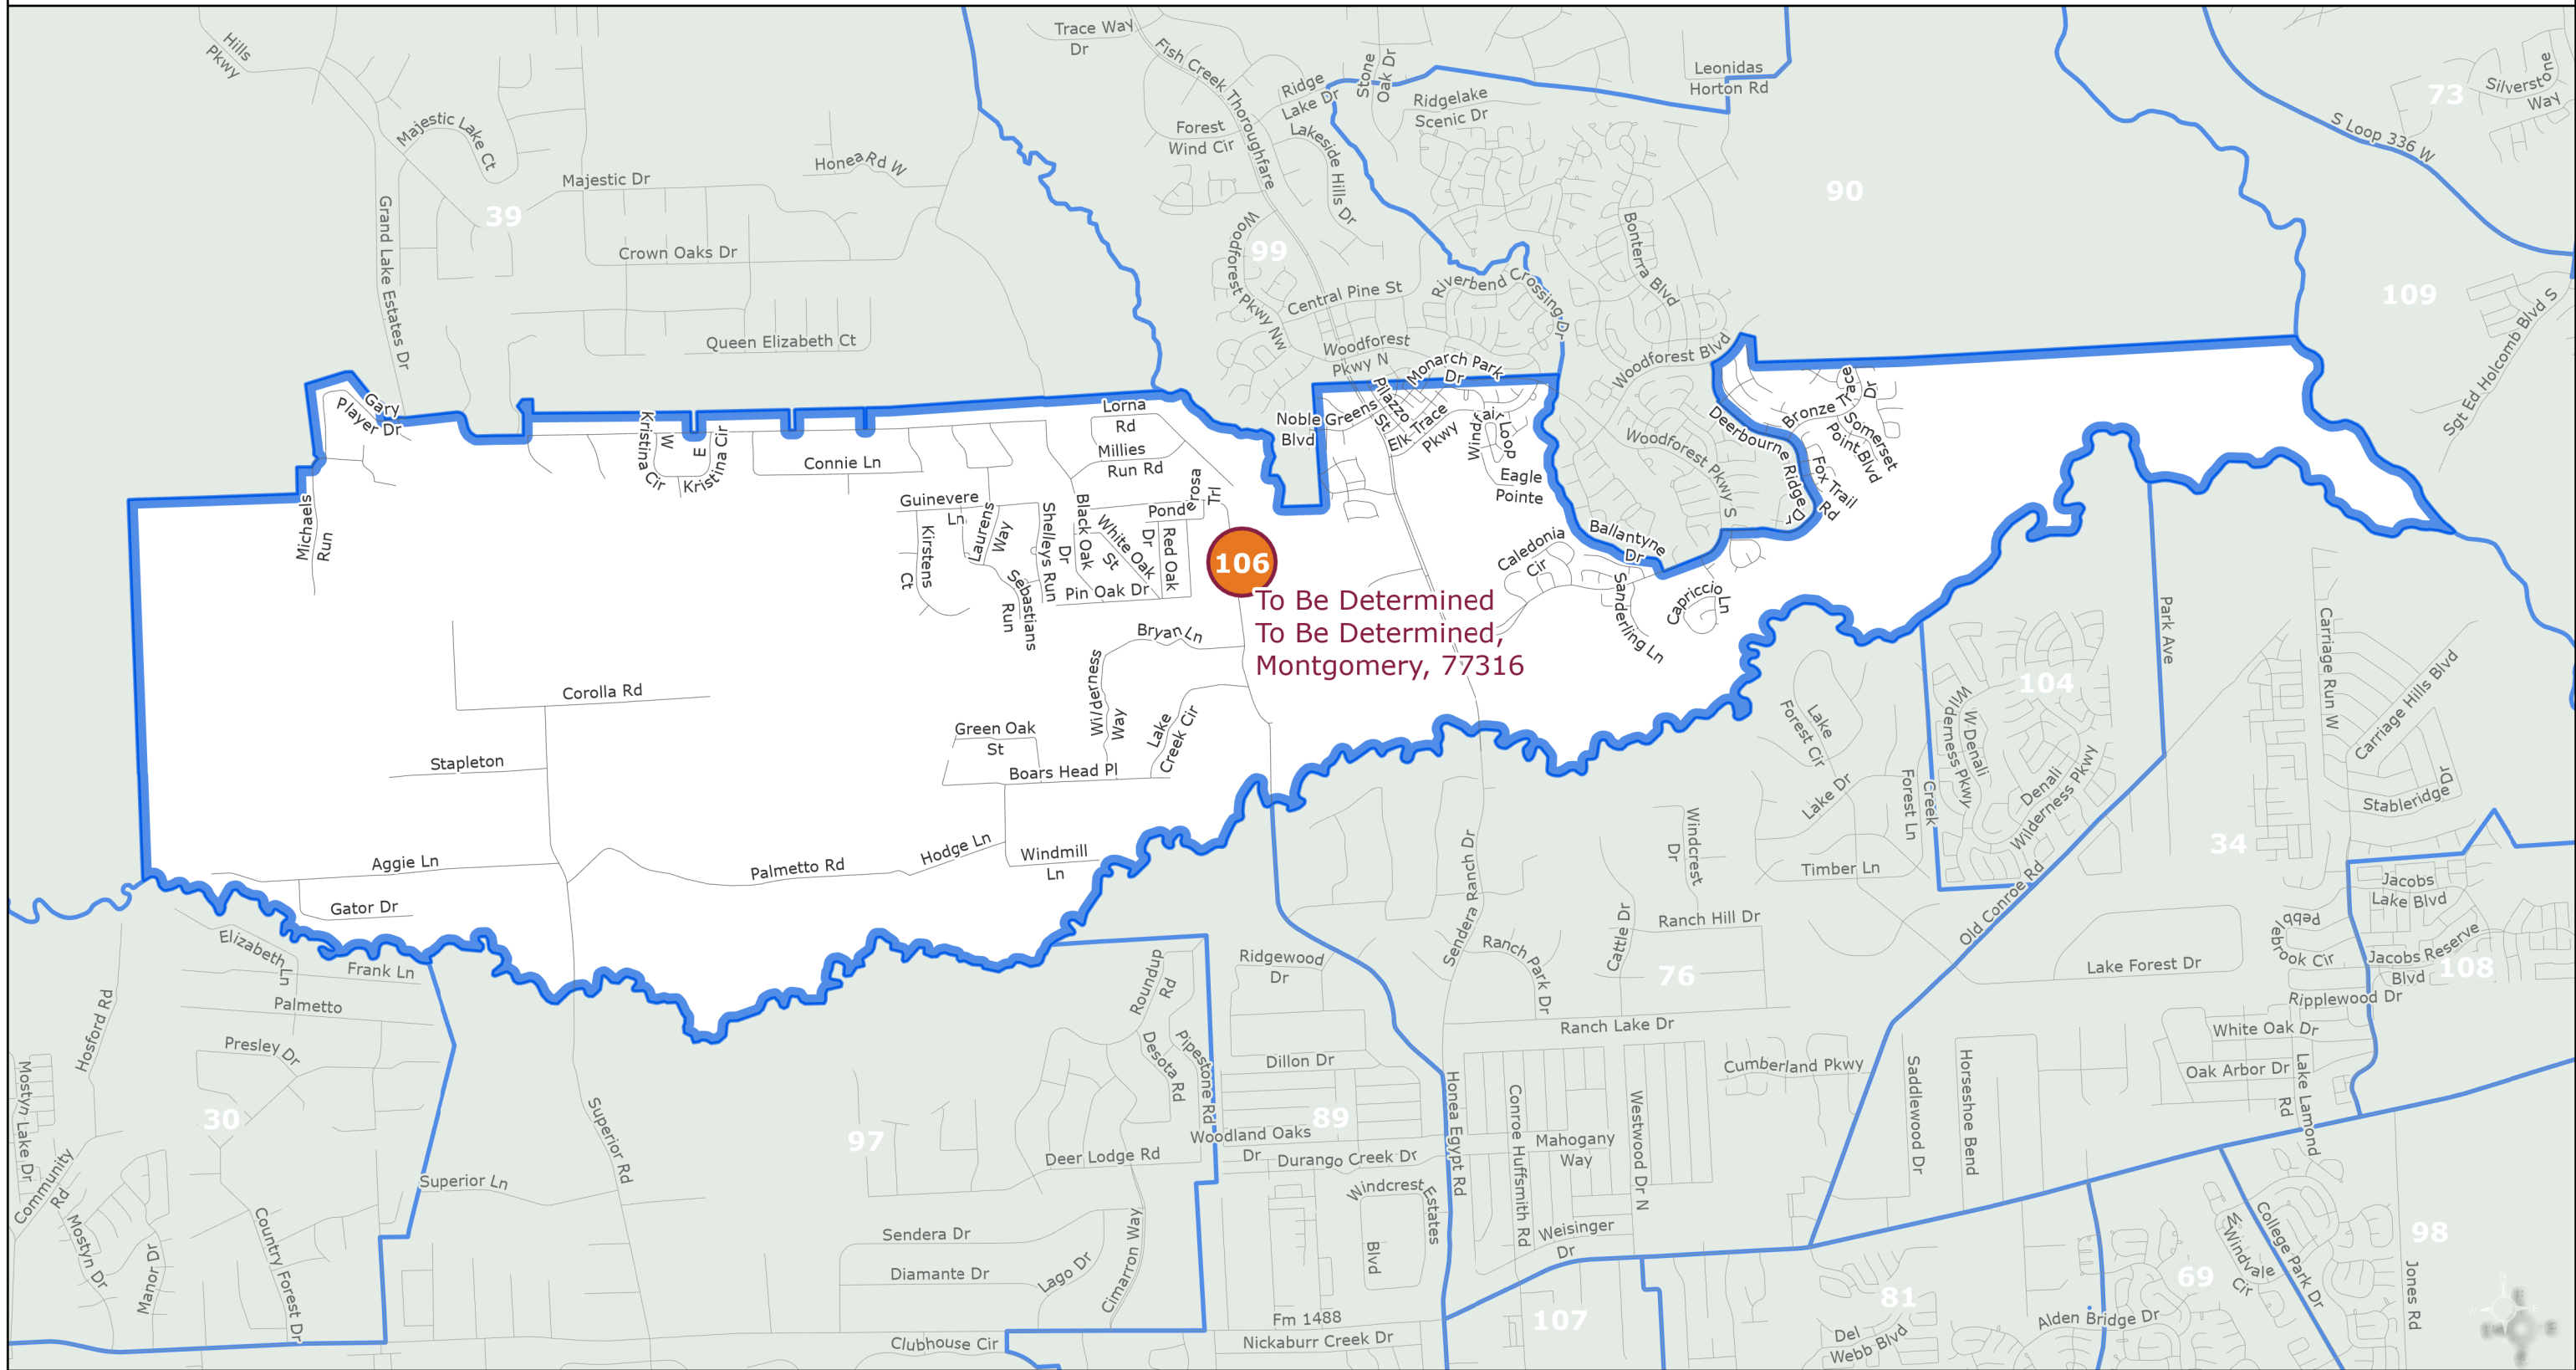 Hills
Pkwy
Trace Way
Dr
Fish Creek Thoroughfare
Ridge
Lake Dr
Stone
Oak Dr
Leonidas
Horton Rd
73
Silverstone
Way
Majestic Lake Ct
Forest
Wind Cir
Lakeside Hills Dr
Ridgelake
Scenic Dr
S Loop 336 W
Honea Rd W
Majestic Dr
39
90
Grand Lake Estates Dr
Crown Oaks Dr
Woodforest Pkwy Nw
99
Bonterra Blvd
Central Pine St
Riverbend Crossing Dr
109
Sgt Ed Holcomb Blvd S
Queen Elizabeth Ct
Woodforest
Pkwy N
Woodforest Blvd
Monarch Park
Dr
Gary
Player Dr
Lorna
Rd
Noble
Blvd
Greens
Pilazzo
St
Elk Trace
Pkwy
Windfair
Loop
Bronze Trace
Dr
Somerset
Point Blvd
Deerbourne Ridge
Dr
Fox Trail
Rd
Kristina Cir
W
E
Kristina Cir
Connie Ln
Millies
Run Rd
Woodforest Pkwy S
Eagle
Pointe
Michaels
Run
Guinevere
Ln
Kirstens
Ct
Laurens
Way
Shelleys Run
Black Oak
Dr
White Oak
St
Ponderosa
Trl
Red Oak
Dr
Sebastians
Run
Pin Oak Dr
106
To Be Determined
To Be Determined,
Montgomery, 77316
Caledonia
Cir
Ballantyne
Dr
Sanderling Ln
Capriccio Ln
Park Ave
Carriage Run W
Bryan Ln
Wilderness
Way
Lake
Creek Cir
Corolla Rd
Green Oak
St
Stapleton
Boars Head Pl
104
Wilderness Pkwy
W Denali
Denali
Wilderness Pkwy
Carriage Hills Blvd
Stableridge
Dr
Lake
Forest Cir
Lake Dr
Forest Ln
Creek
Timber Ln
34
Aggie Ln
Gator Dr
Palmetto Rd
Hodge Ln
Windmill
Ln
Sendera Ranch Dr
Windcrest
Dr
Cattle Dr
Ranch Hill Dr
Old Conroe Rd
Jacobs
Lake Blvd
Pebblebrook Cir
Jacobs Reserve
Blvd
108
Elizabeth
Ln
Frank Ln
Palmetto
Hosford Rd
Presley Dr
Ridgewood
Dr
Ranch Park Dr
76
Lake Forest Dr
Ripplewood Dr
Ranch Lake Dr
White Oak Dr
Roundup
Rd
Desota Rd
Pipestone Rd
Dillon Dr
Cumberland Pkwy
Oak Arbor Dr
Lake Lamond
Rd
Mostyn Lake Dr
30
Superior Rd
97
89
Honea Egypt Rd
Conroe Huffsmith Rd
Westwood Dr N
Saddlewood Dr
Horseshoe Bend
Community
Rd
Superior Ln
Deer Lodge Rd
Woodland Oaks
Dr
Durango Creek Dr
Mahogany
Way
Windcrest
Estates
Blvd
Mostyn Dr
Manor Dr
Country Forest Dr
Sendera Dr
Diamante Dr
Lago Dr
Cimarron Way
Weisinger
Dr
W Windvale
Cir
College Park Dr
98
69
81
Jones Rd
Fm 1488
107
Alden Bridge Dr
Clubhouse Cir
Nickaburr Creek Dr
Del
Webb Blvd